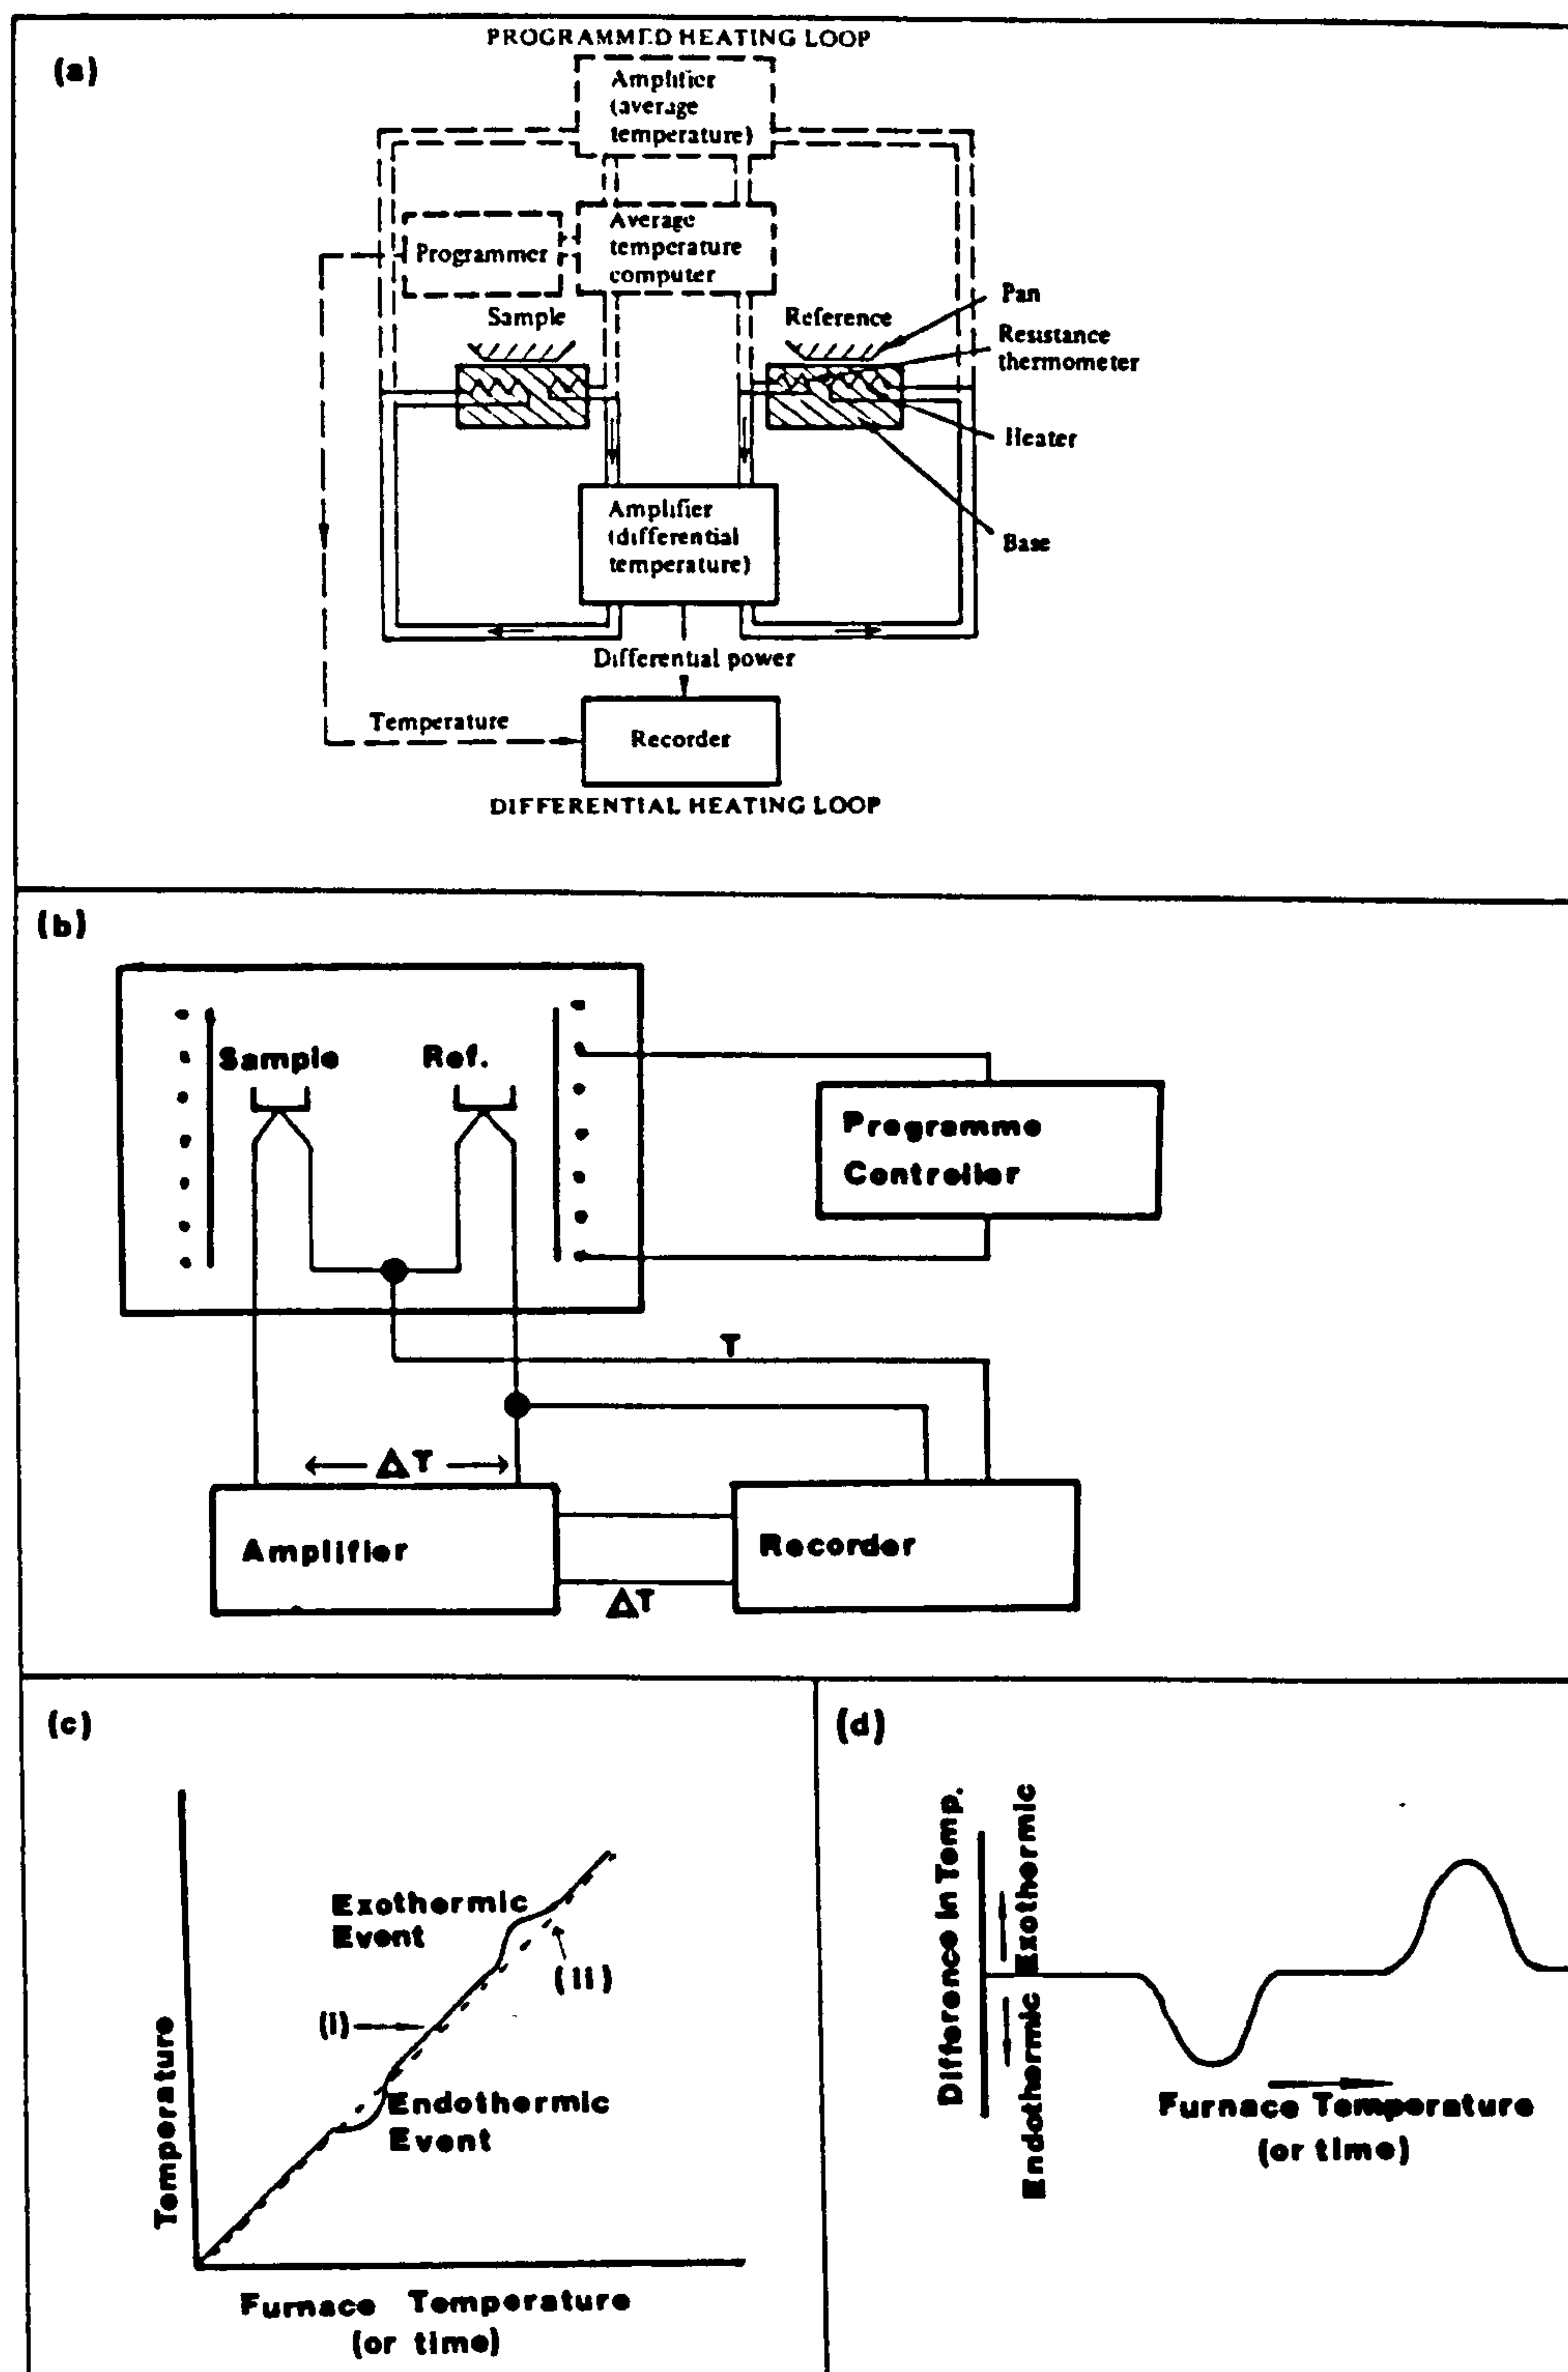 (a)
PROGRAMMED HEATING LOOP
Amplifier
(average
temperature)
Programmer
Average
temperature
computer
Sample
Reference
Pan
Resistance
thermometer
Heater
Base
Amplifier
(differential
temperature)
Differential power
Temperature
Recorder
DIFFERENTIAL HEATING LOOP
(b)
Sample
Ref.
Programme
Controller
T
ΔT
Amplifier
Recorder
ΔT
(c)
Exothermic
Event
(ii)
(i)
Endothermic
Event
Temperature
Furnace Temperature
(or time)
(d)
Difference in Temp.
Exothermic
Endothermic
Furnace Temperature
(or time)